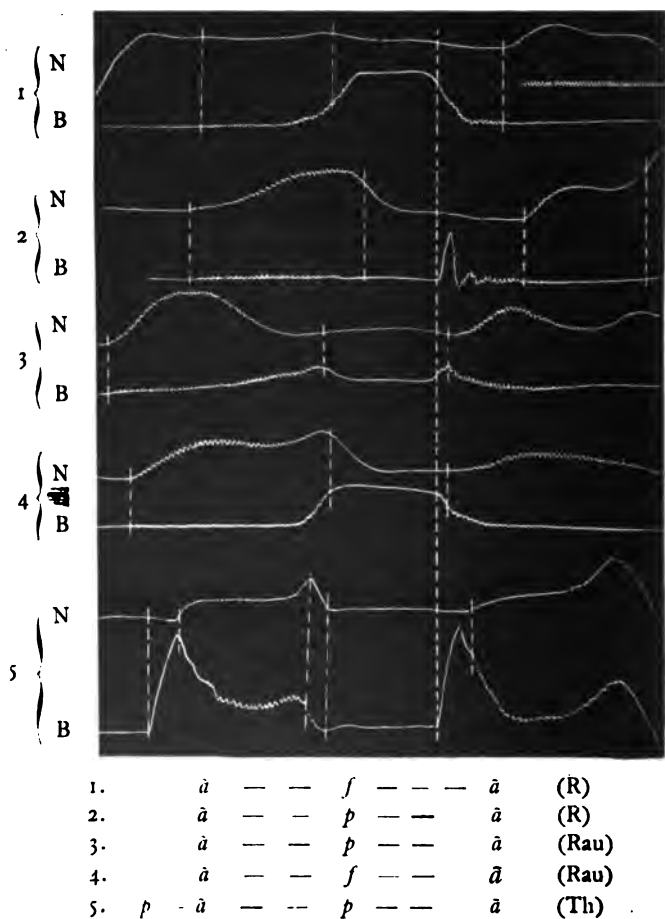 1 { N
B
2 { N
B
3 { N
B
4 { N
B
5 { N
B
1. ã — — f — — — ã (R)
2. ã — - p — — ã (R)
3. ã — — p — — ã (Rau)
4. ã — — f — — ã (Rau)
5. p - ã — -- p — — ã (Th)